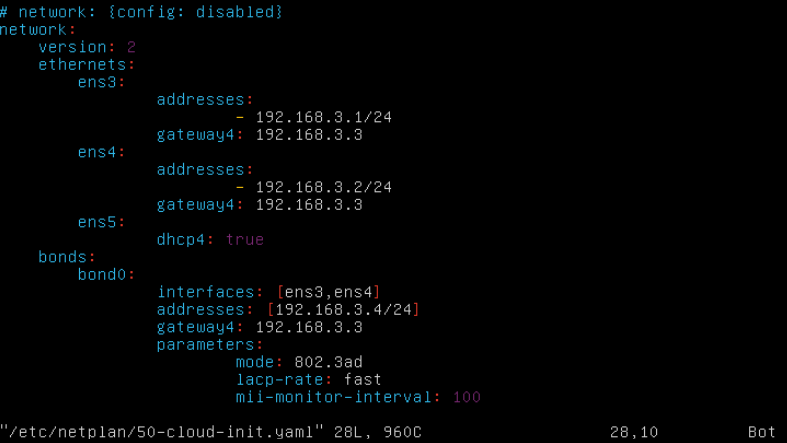 # network: {config: disabled}
network:
    version: 2
    ethernets:
        ens3:
                addresses:
                        - 192.168.3.1/24
                gateway4: 192.168.3.3
        ens4:
                addresses:
                        - 192.168.3.2/24
                gateway4: 192.168.3.3
        ens5:
                dhcp4: true
    bonds:
        bond0:
                interfaces: [ens3,ens4]
                addresses: [192.168.3.4/24]
                gateway4: 192.168.3.3
                parameters:
                        mode: 802.3ad
                        lacp-rate: fast
                        mii-monitor-interval: 100
"/etc/netplan/50-cloud-init.yaml" 28L, 960C 28,10 Bot